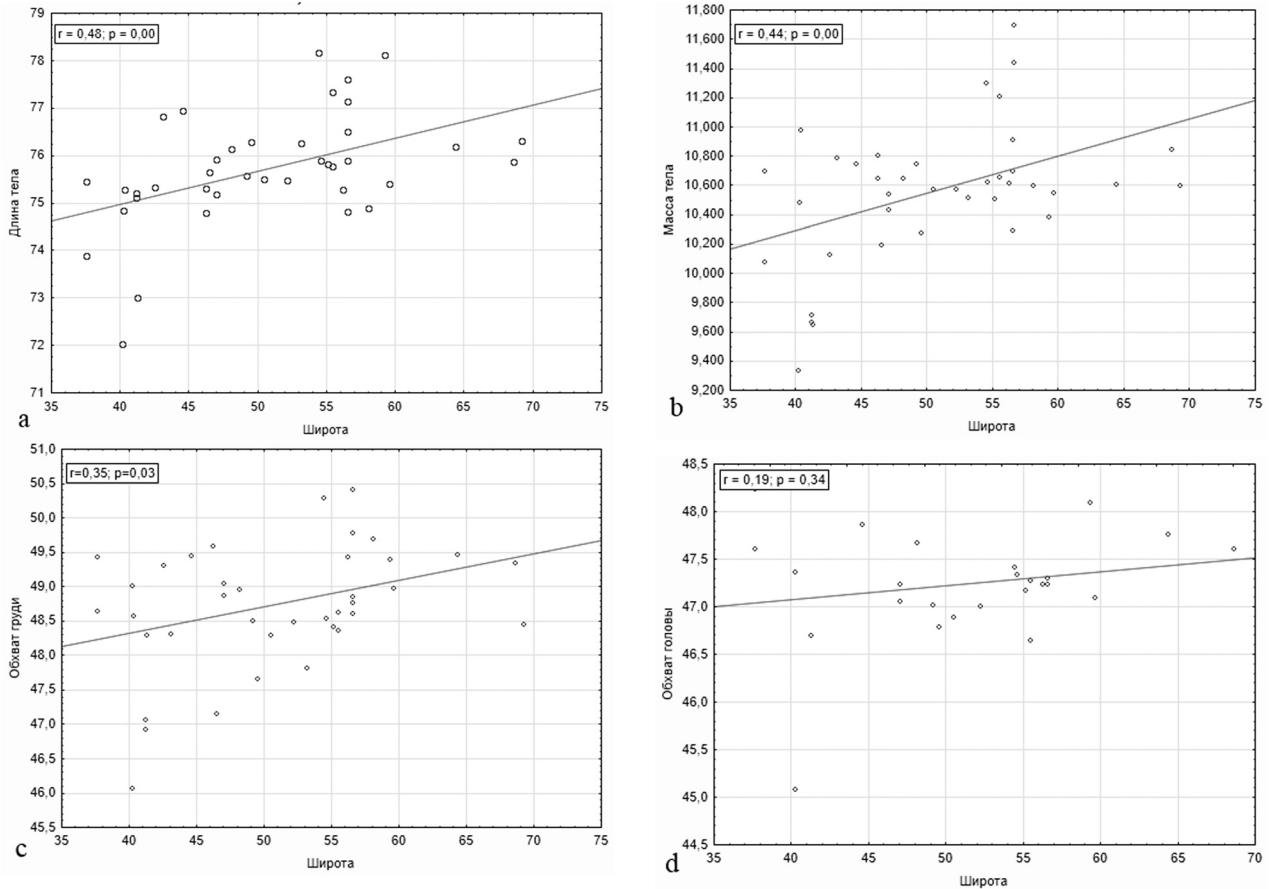 79
78
77
76
75
74
73
72
71
r = 0,48; p = 0,00
Длина тела
35 40 45 50 55 60 65 70 75
Широта
a
11,800
11,600
11,400
11,200
11,000
10,800
10,600
10,400
10,200
10,000
9,800
9,600
9,400
9,200
r = 0,44; p = 0,00
Масса тела
35 40 45 50 55 60 65 70 75
Широта
b
51,0
50,5
50,0
49,5
49,0
48,5
48,0
47,5
47,0
46,5
46,0
45,5
r=0,35; p=0,03
Обхват груди
35 40 45 50 55 60 65 70 75
Широта
c
48,5
48,0
47,5
47,0
46,5
46,0
45,5
45,0
44,5
r = 0,19; p = 0,34
Обхват головы
35 40 45 50 55 60 65 70
Широта
d